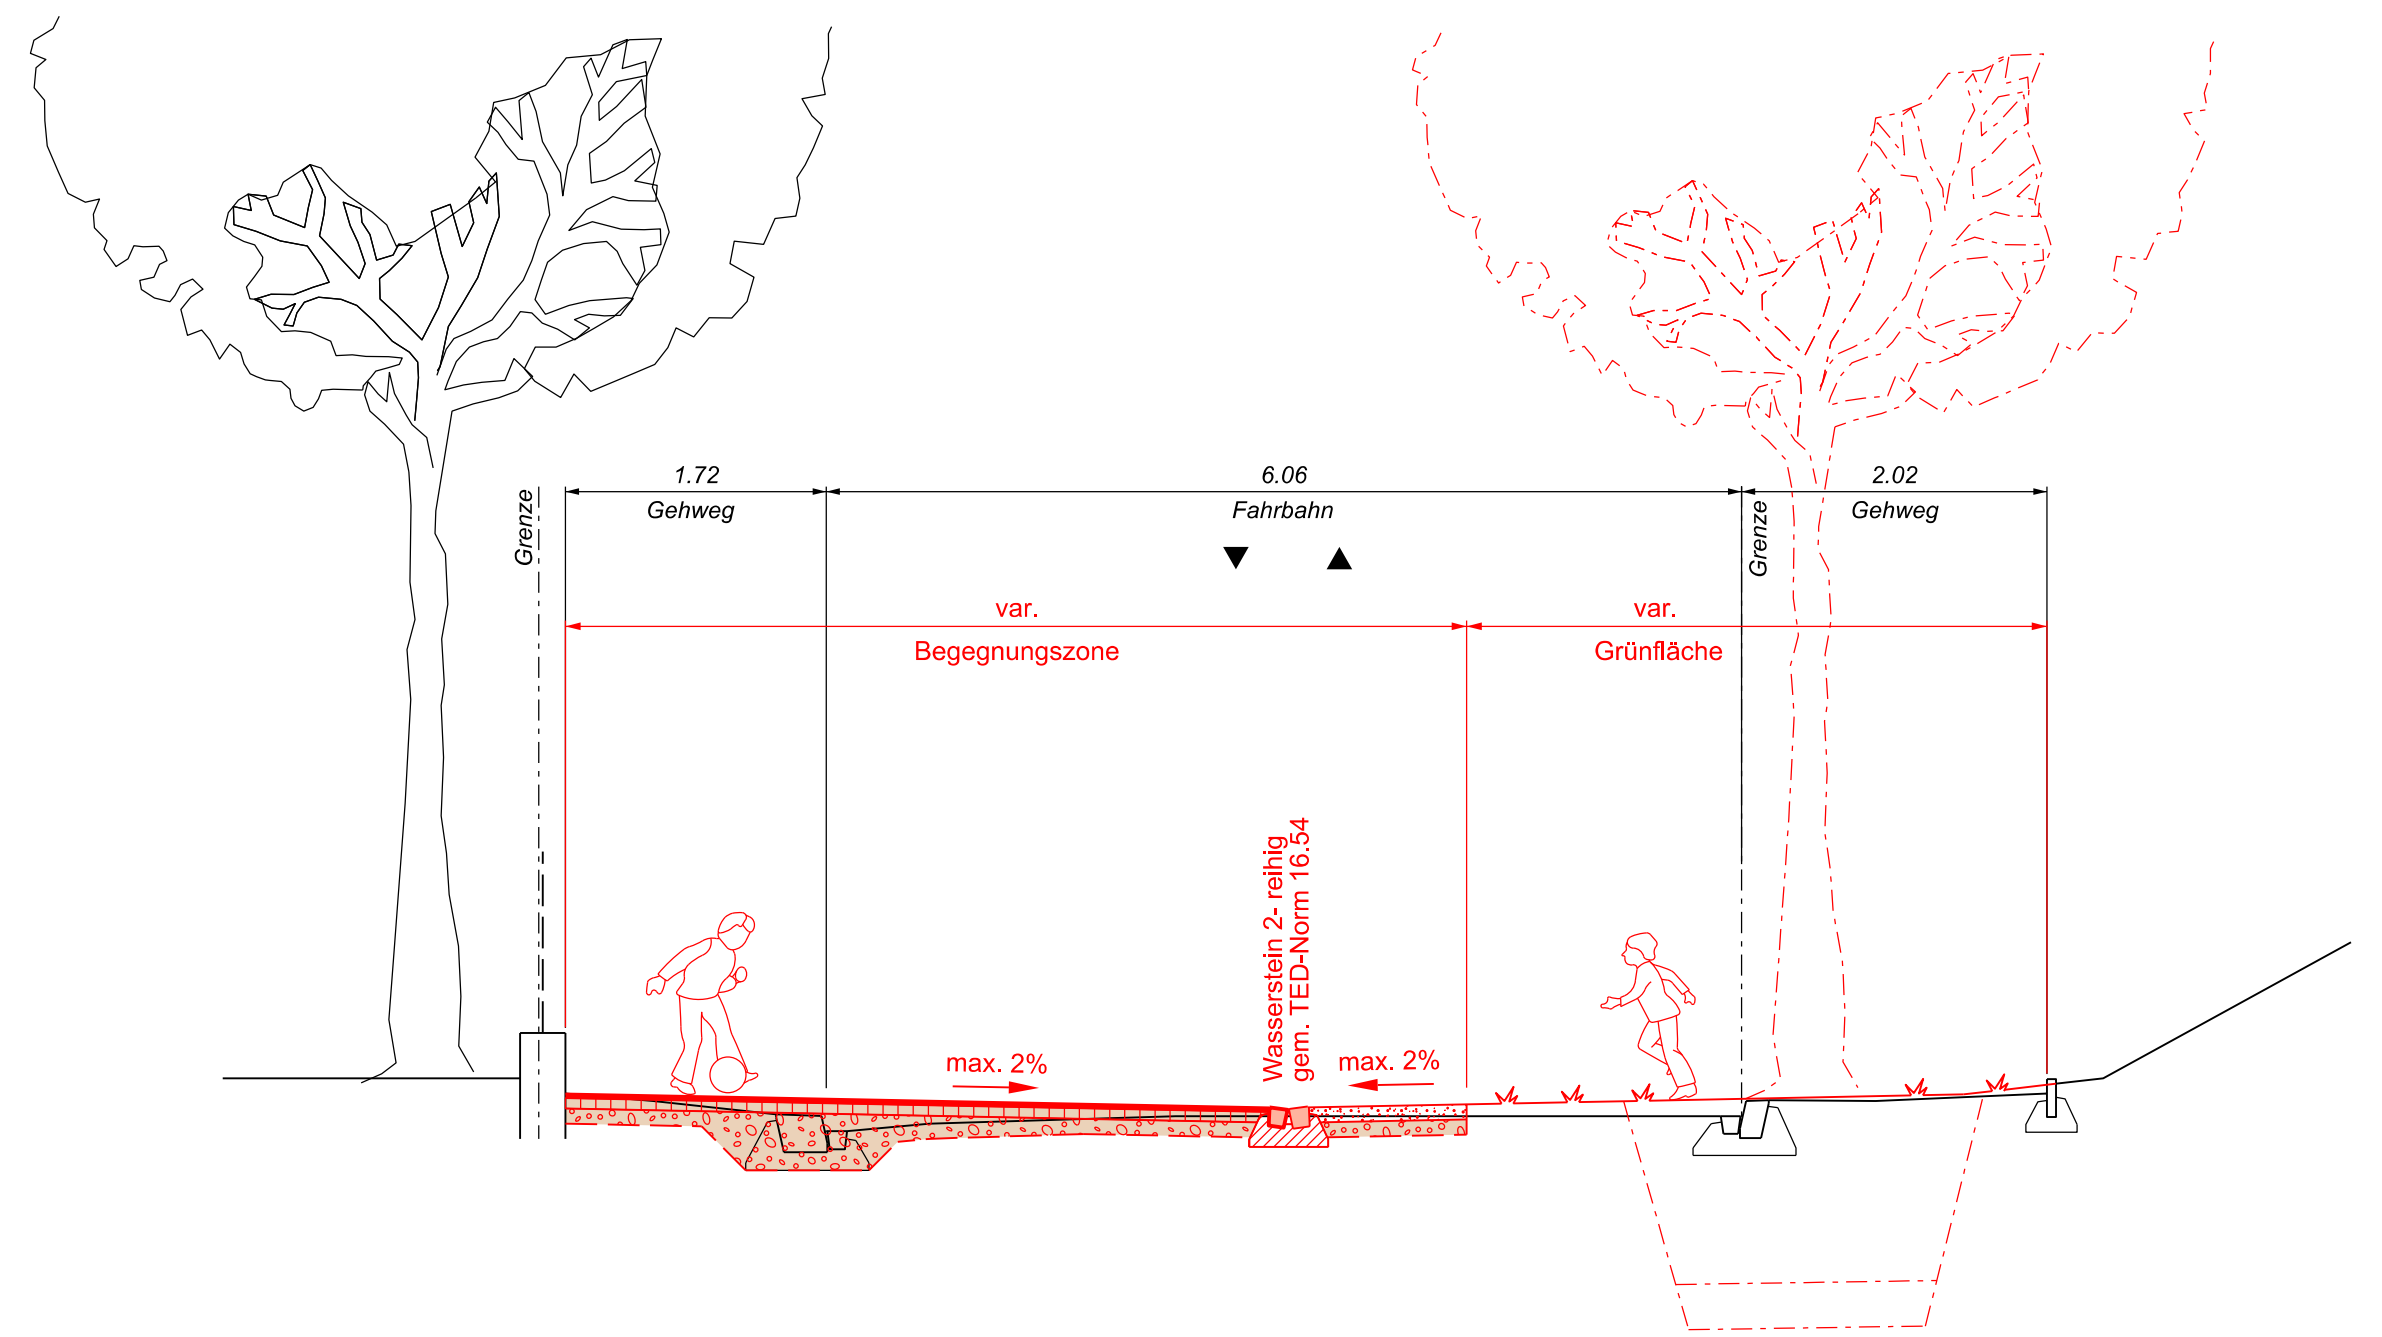 1.72
6.06
2.02
Gehweg
Fahrbahn
Gehweg
Grenze
Grenze
var.
var.
Begegnungszone
Grünfläche
Wasserstein 2- reihig
gem. TED-Norm 16.54
max. 2%
max. 2%